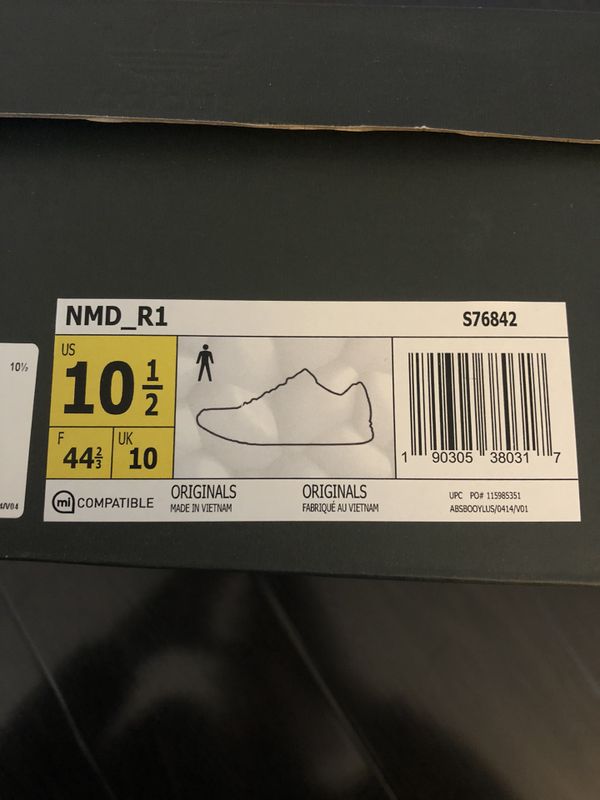 NMD_R1
S76842
US
10 1/2
F
44 2/3
UK
10
10½
1 90305 38031 7
mi COMPATIBLE
ORIGINALS
MADE IN VIETNAM
ORIGINALS
FABRIQUÉ AU VIETNAM
UPC PO# 115985351
ABSBOOYLUS/0414/V01